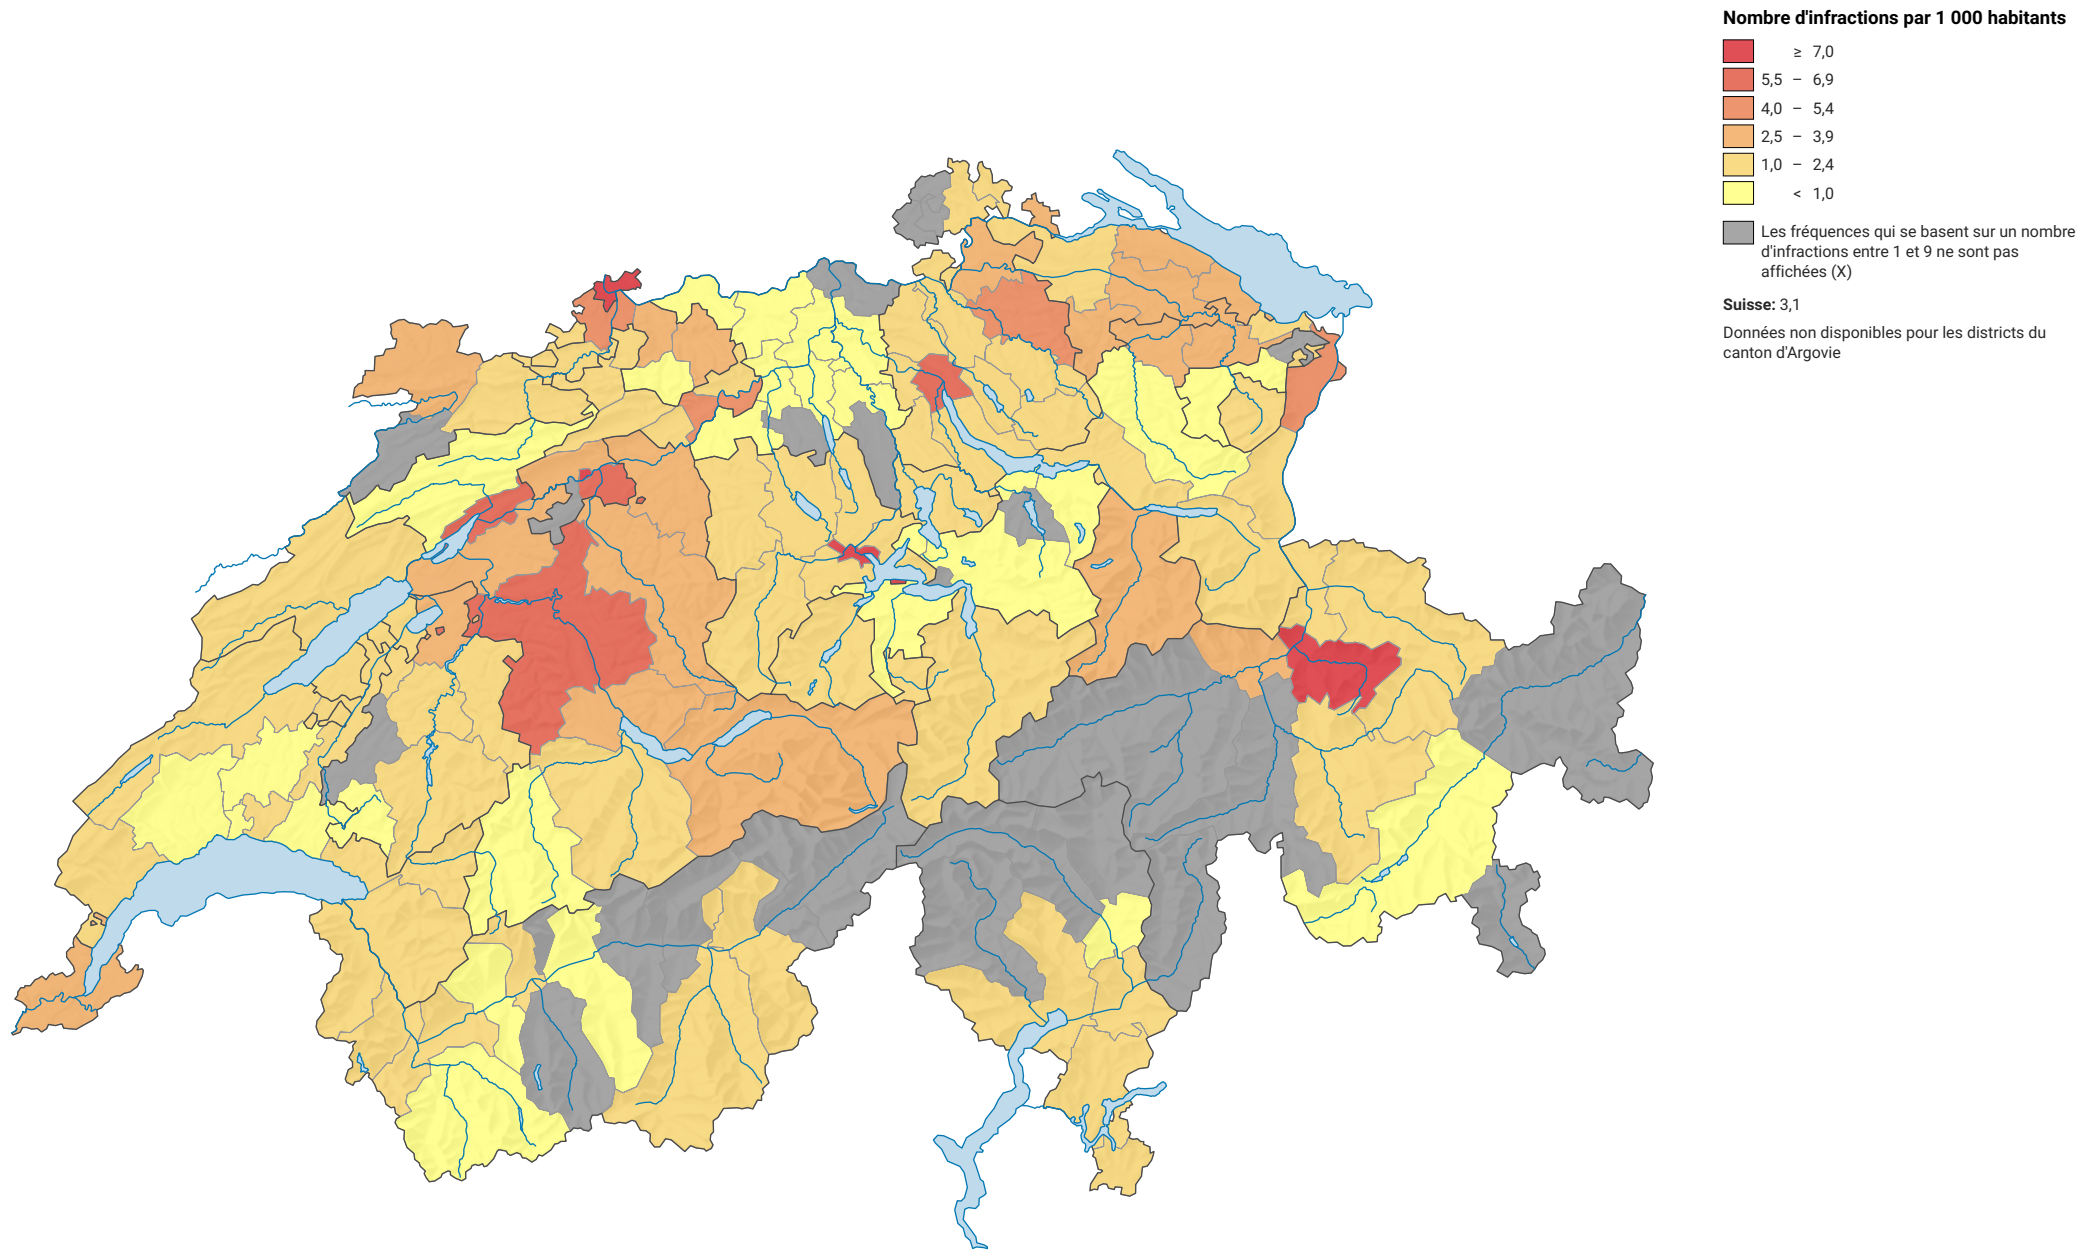 Nombre d'infractions par 1 000 habitants
≥ 7,0
5,5 – 6,9
4,0 – 5,4
2,5 – 3,9
1,0 – 2,4
< 1,0
Les fréquences qui se basent sur un nombre
d'infractions entre 1 et 9 ne sont pas
affichées (X)
Suisse: 3,1
Données non disponibles pour les districts du
canton d'Argovie